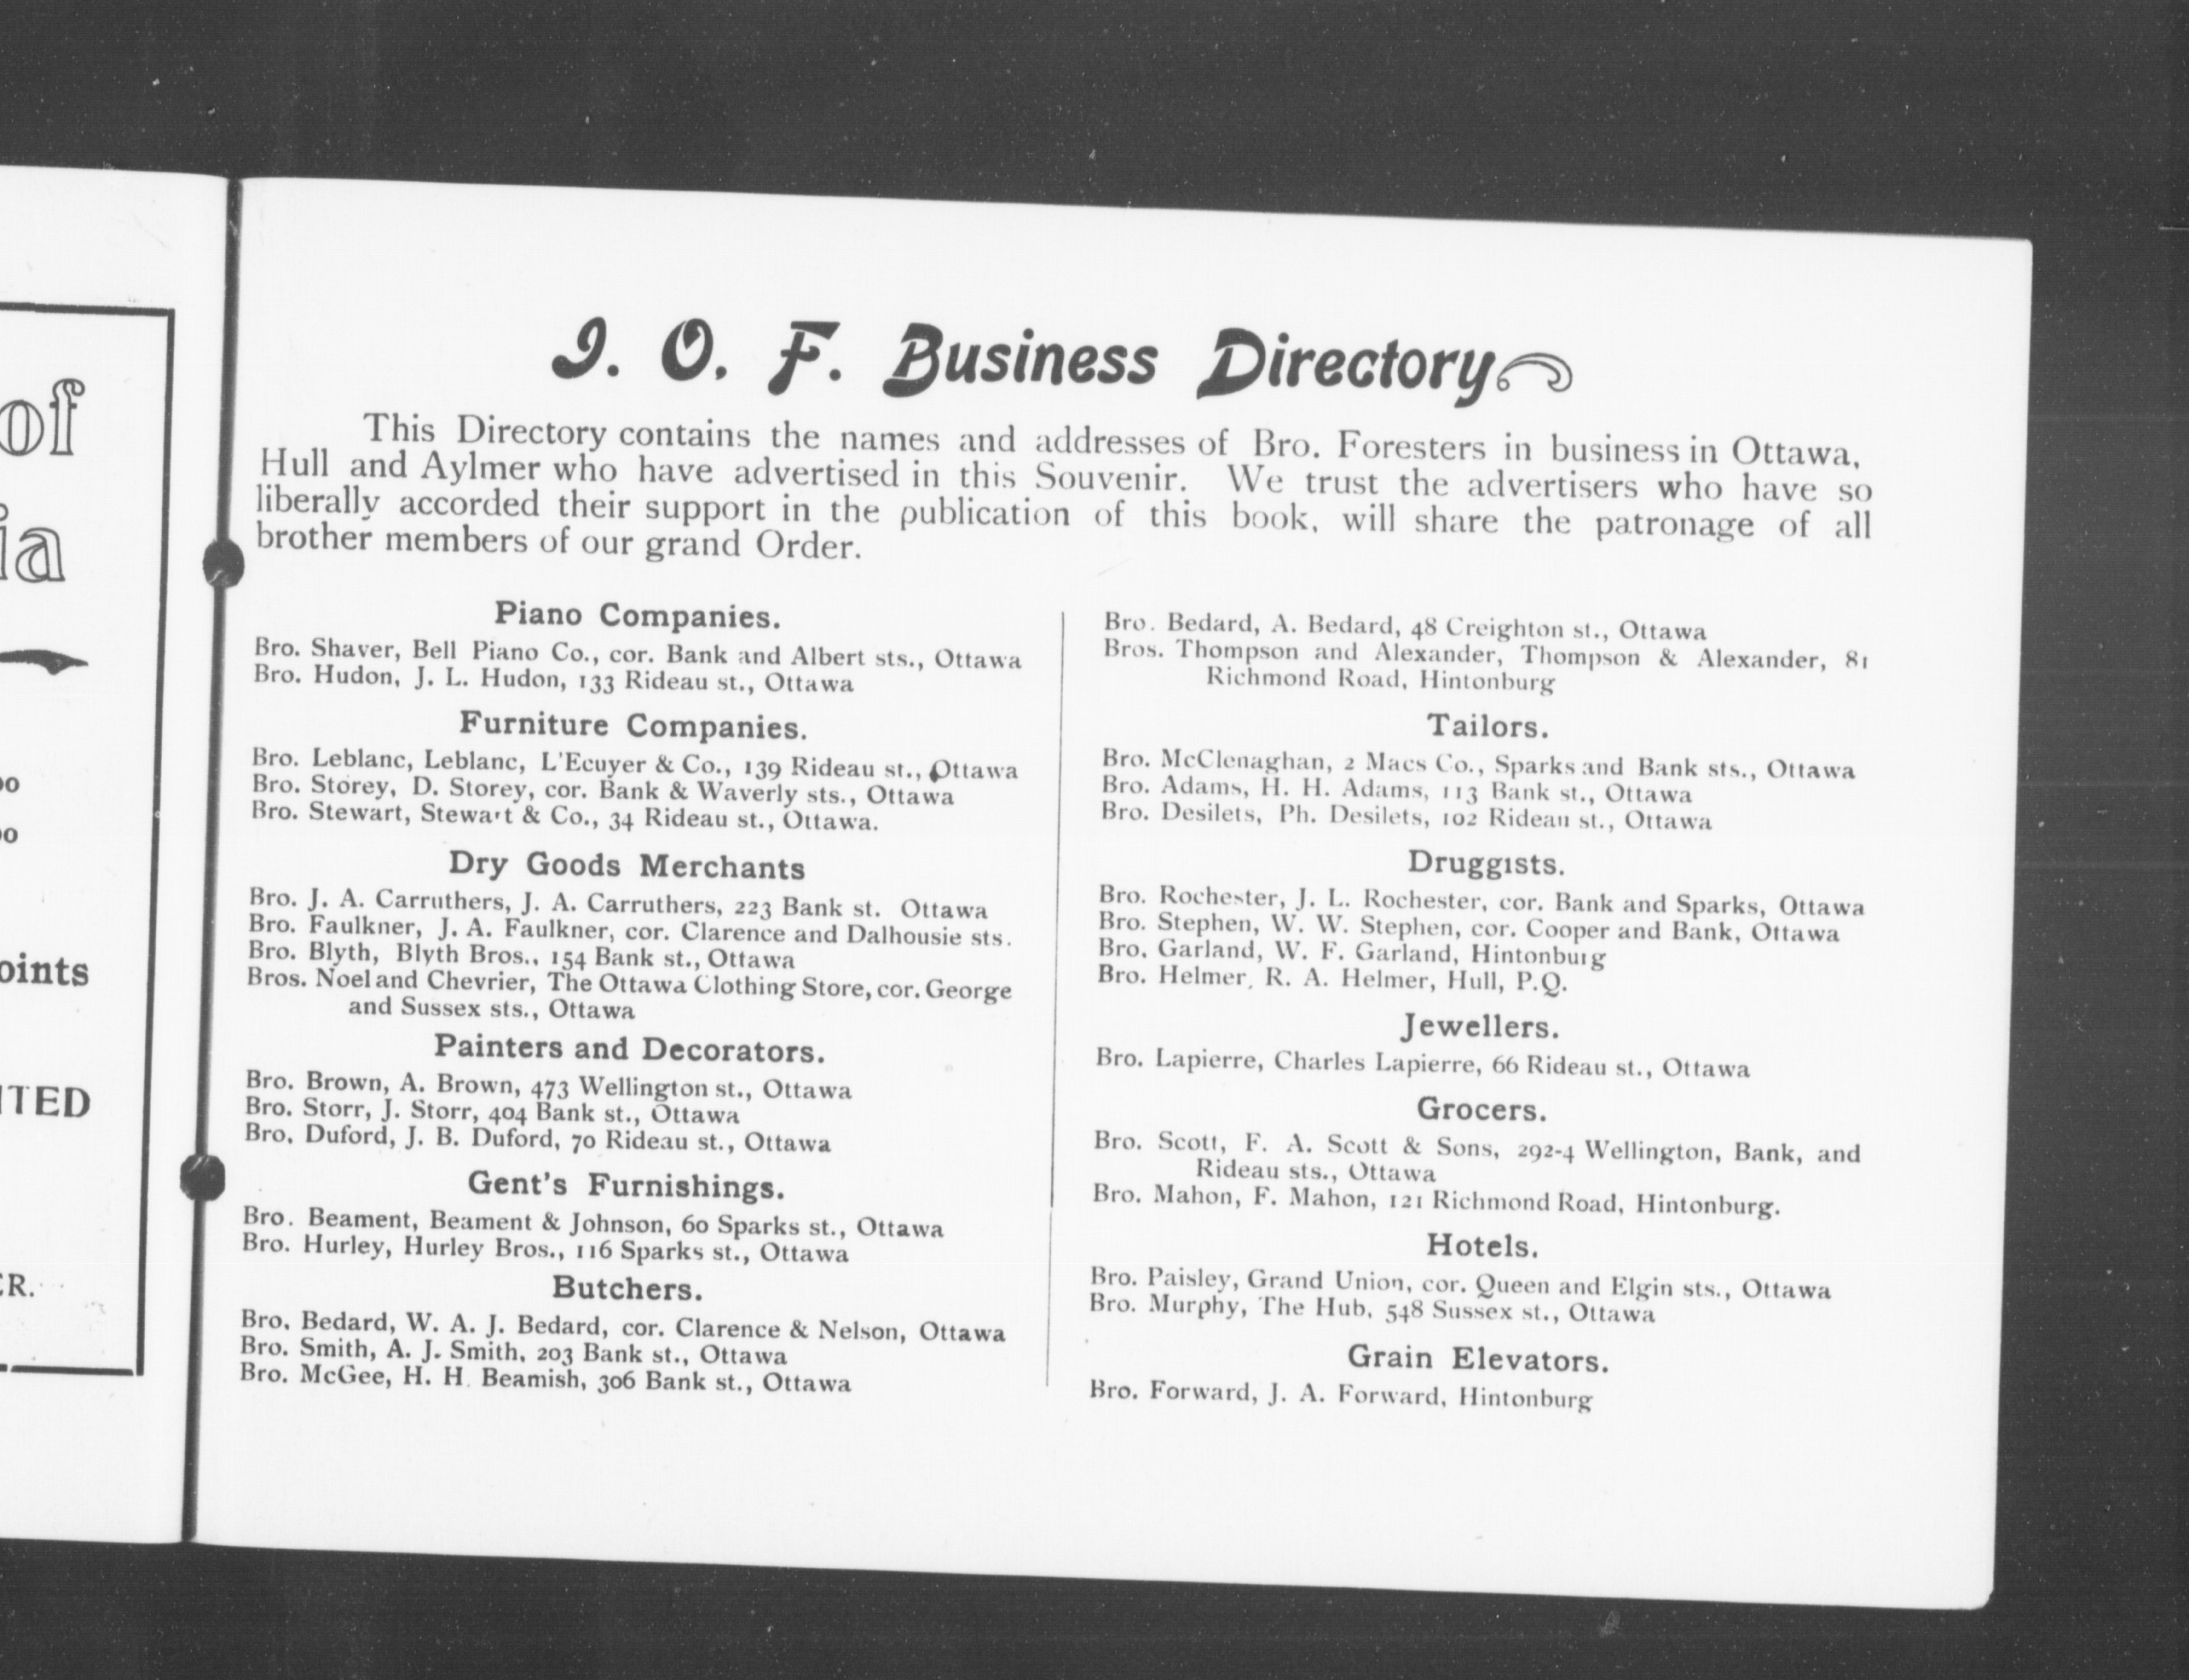 of
ia
oo
oo
oints
ITED
ER.
I. O. F. Business Directory
This Directory contains the names and addresses of Bro. Foresters in business in Ottawa,
Hull and Aylmer who have advertised in this Souvenir. We trust the advertisers who have so
liberally accorded their support in the publication of this book, will share the patronage of all
brother members of our grand Order.
Piano Companies.
Bro. Shaver, Bell Piano Co., cor. Bank and Albert sts., Ottawa
Bro. Hudon, J. L. Hudon, 133 Rideau st., Ottawa
Furniture Companies.
Bro. Leblanc, Leblanc, L'Ecuyer & Co., 139 Rideau st., Ottawa
Bro. Storey, D. Storey, cor. Bank & Waverly sts., Ottawa
Bro. Stewart, Stewart & Co., 34 Rideau st., Ottawa.
Dry Goods Merchants
Bro. J. A. Carruthers, J. A. Carruthers, 223 Bank st. Ottawa
Bro. Faulkner, J. A. Faulkner, cor. Clarence and Dalhousie sts.
Bro. Blyth, Blyth Bros., 154 Bank st., Ottawa
Bros. Noel and Chevrier, The Ottawa Clothing Store, cor. George
and Sussex sts., Ottawa
Painters and Decorators.
Bro. Brown, A. Brown, 473 Wellington st., Ottawa
Bro. Storr, J. Storr, 404 Bank st., Ottawa
Bro. Duford, J. B. Duford, 70 Rideau st., Ottawa
Gent's Furnishings.
Bro. Beament, Beament & Johnson, 60 Sparks st., Ottawa
Bro. Hurley, Hurley Bros., 116 Sparks st., Ottawa
Butchers.
Bro. Bedard, W. A. J. Bedard, cor. Clarence & Nelson, Ottawa
Bro. Smith, A. J. Smith, 203 Bank st., Ottawa
Bro. McGee, H. H. Beamish, 306 Bank st., Ottawa
Bro. Bedard, A. Bedard, 48 Creighton st., Ottawa
Bros. Thompson and Alexander, Thompson & Alexander, 81
Richmond Road, Hintonburg
Tailors.
Bro. McClenaghan, 2 Macs Co., Sparks and Bank sts., Ottawa
Bro. Adams, H. H. Adams, 113 Bank st., Ottawa
Bro. Desilets, Ph. Desilets, 102 Rideau st., Ottawa
Druggists.
Bro. Rochester, J. L. Rochester, cor. Bank and Sparks, Ottawa
Bro. Stephen, W. W. Stephen, cor. Cooper and Bank, Ottawa
Bro. Garland, W. F. Garland, Hintonburg
Bro. Helmer, R. A. Helmer, Hull, P.Q.
Jewellers.
Bro. Lapierre, Charles Lapierre, 66 Rideau st., Ottawa
Grocers.
Bro. Scott, F. A. Scott & Sons, 292-4 Wellington, Bank, and
Rideau sts., Ottawa
Bro. Mahon, F. Mahon, 121 Richmond Road, Hintonburg.
Hotels.
Bro. Paisley, Grand Union, cor. Queen and Elgin sts., Ottawa
Bro. Murphy, The Hub, 548 Sussex st., Ottawa
Grain Elevators.
Bro. Forward, J. A. Forward, Hintonburg